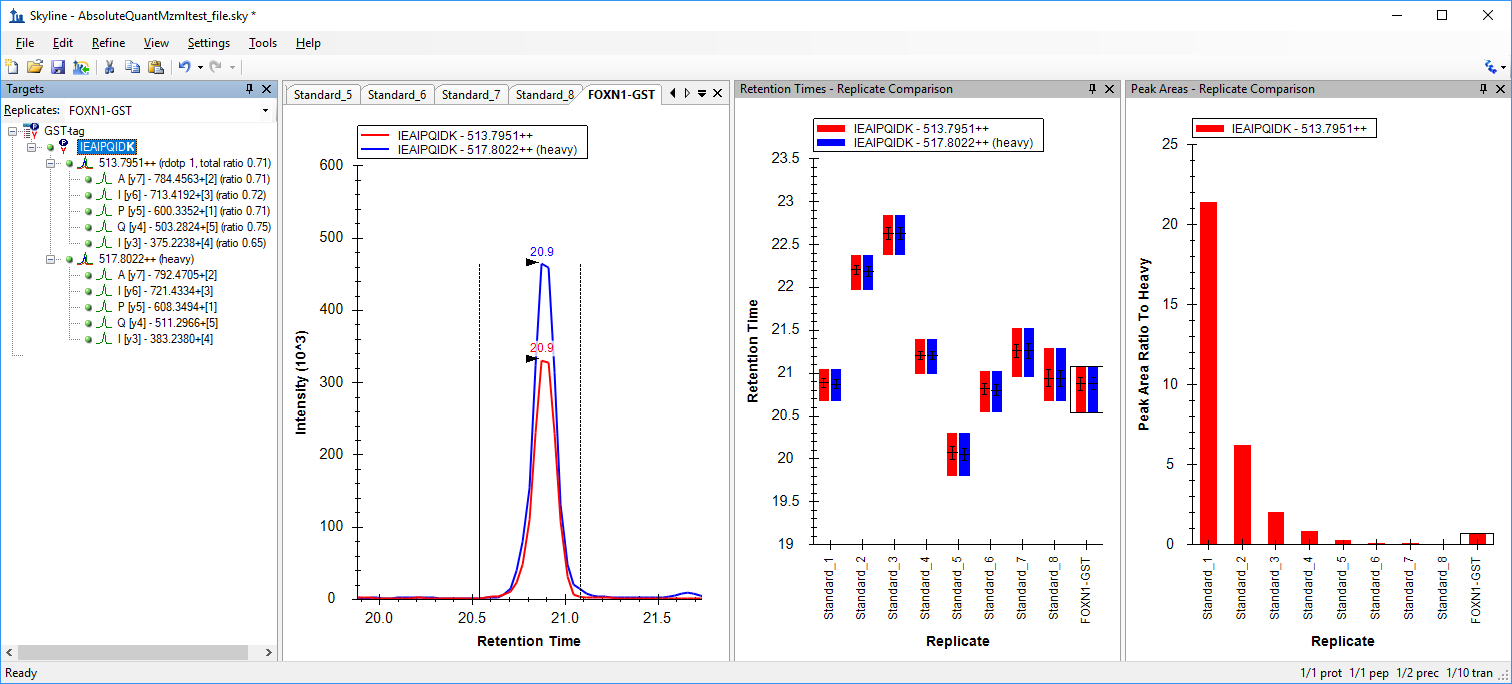 Skyline - AbsoluteQuantMzmltest_file.sky *
File Edit Refine View Settings Tools Help
Targets
Replicates: FOXN1-GST
GST-tag
IEAIPQIDK
513.7951++ (rdotp 1, total ratio 0.71)
A [y7] - 784.4563+[2] (ratio 0.71)
I [y6] - 713.4192+[3] (ratio 0.72)
P [y5] - 600.3352+[1] (ratio 0.71)
Q [y4] - 503.2824+[5] (ratio 0.75)
I [y3] - 375.2238+[4] (ratio 0.65)
517.8022++ (heavy)
A [y7] - 792.4705+[2]
I [y6] - 721.4334+[3]
P [y5] - 608.3494+[1]
Q [y4] - 511.2966+[5]
I [y3] - 383.2380+[4]
Standard_5 Standard_6 Standard_7 Standard_8 FOXN1-GST
IEAIPQIDK - 513.7951++
IEAIPQIDK - 517.8022++ (heavy)
600
500
400
300
200
100
0
Intensity (10^3)
20.9
20.9
20.0 20.5 21.0 21.5
Retention Time
Retention Times - Replicate Comparison
IEAIPQIDK - 513.7951++
IEAIPQIDK - 517.8022++ (heavy)
23.5
23
22.5
22
21.5
21
20.5
20
19.5
19
Retention Time
Standard_1
Standard_2
Standard_3
Standard_4
Standard_5
Standard_6
Standard_7
Standard_8
FOXN1-GST
Replicate
Peak Areas - Replicate Comparison
IEAIPQIDK - 513.7951++
25
20
15
10
5
0
Peak Area Ratio To Heavy
Standard_1
Standard_2
Standard_3
Standard_4
Standard_5
Standard_6
Standard_7
Standard_8
FOXN1-GST
Replicate
Ready
1/1 prot 1/1 pep 1/2 prec 1/10 tran